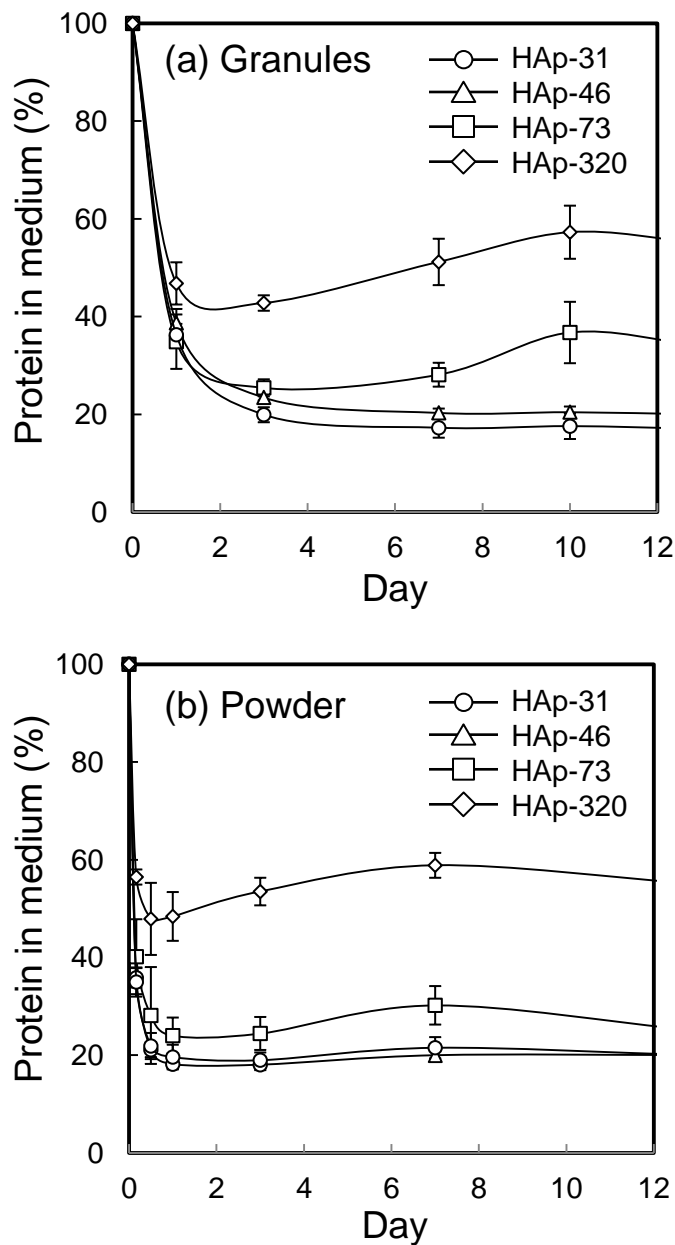 (a) Granules
HAp-31
HAp-46
HAp-73
HAp-320
Protein in medium (%)
100
80
60
40
20
0
0 2 4 6 8 10 12
Day
(b) Powder
HAp-31
HAp-46
HAp-73
HAp-320
Protein in medium (%)
100
80
60
40
20
0
0 2 4 6 8 10 12
Day